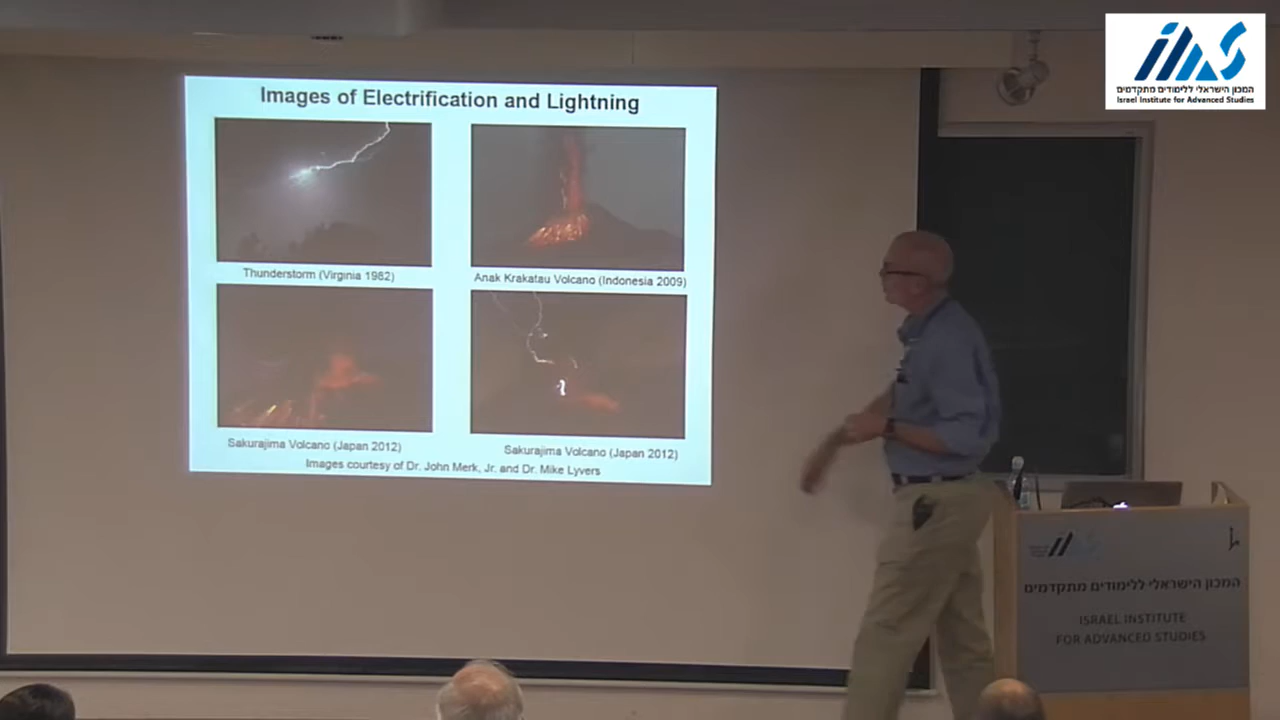 Images of Electrification and Lightning
Thunderstorm (Virginia 1982)
Anak Krakatau Volcano (Indonesia 2009)
Sakurajima Volcano (Japan 2012)
Sakurajima Volcano (Japan 2012)
Images courtesy of Dr. John Merk, Jr. and Dr. Mike Lyvers
iias
המכון הישראלי ללימודים מתקדמים
Israel Institute for Advanced Studies
המכון הישראלי ללימודים מתקדמים
ISRAEL INSTITUTE
FOR ADVANCED STUDIES